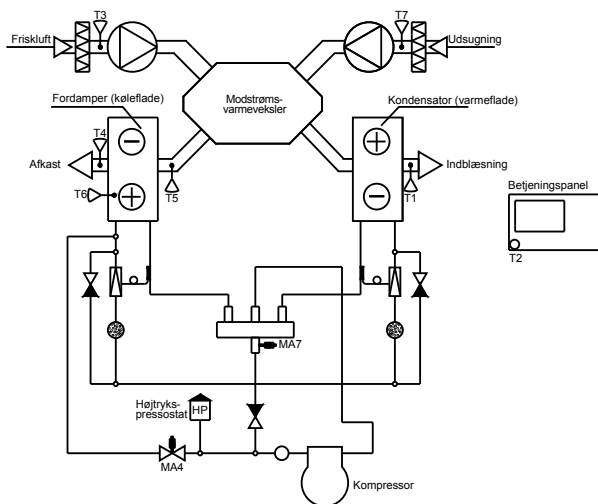 T3
T7
Friskluft
Udsugning
Modstrøms-
varmeveksler
Fordamper (køleflade)
Kondensator (varmeflade)
T4
Afkast
T6
T5
T1
Indblæsning
Betjeningspanel
T2
MA7
Højtryks-
pressostat
HP
MA4
Kompressor